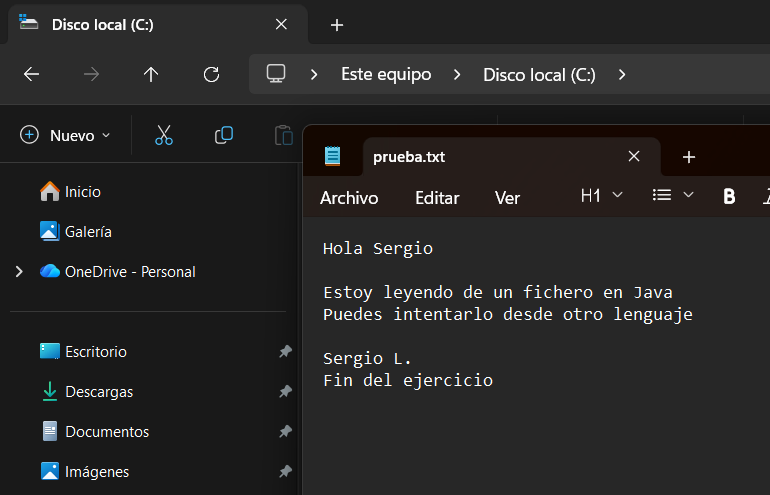 Disco local (C:)
Este equipo
Disco local (C:)
Nuevo
Inicio
Galería
OneDrive - Personal
Escritorio
Descargas
Documentos
Imágenes
prueba.txt
Archivo
Editar
Ver
H1
B
Hola Sergio
Estoy leyendo de un fichero en Java
Puedes intentarlo desde otro lenguaje
Sergio L.
Fin del ejercicio